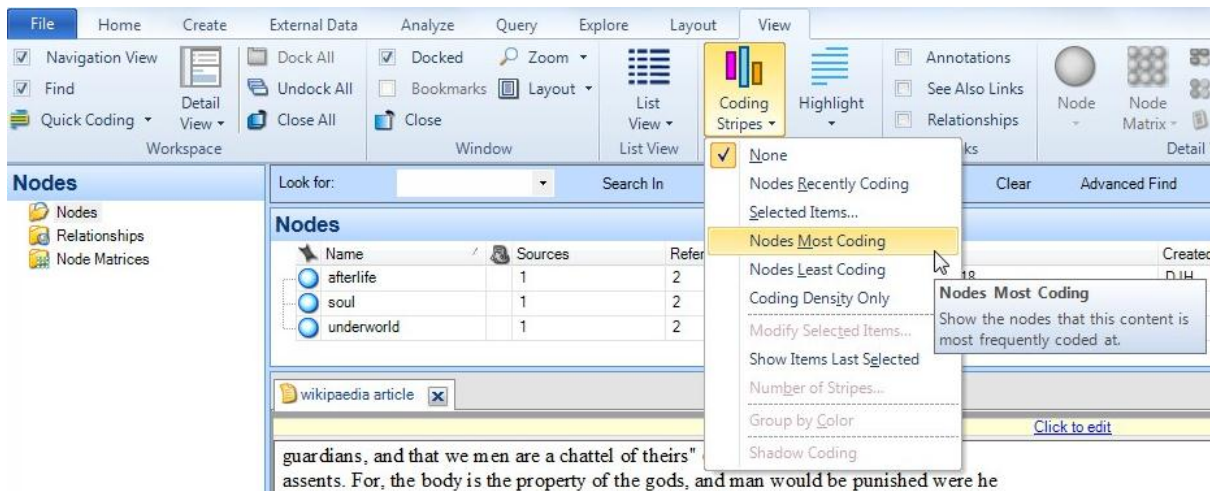 File Home Create External Data Analyze Query Explore Layout View
Navigation View Dock All Docked Zoom Annotations
Find Undock All Bookmarks Layout See Also Links
Quick Coding Detail View Close All Close List View Coding Stripes Highlight Relationships Node Node Matrix
Workspace Window List View ks Detail
None
Nodes Recently Coding
Selected Items...
Nodes Most Coding
Nodes Least Coding
Coding Density Only
Modify Selected Items...
Show Items Last Selected
Number of Stripes...
Group by Color
Shadow Coding
Nodes Most Coding
Show the nodes that this content is
most frequently coded at.
Nodes
Nodes
Relationships
Node Matrices
Look for: Search In Clear Advanced Find
Nodes
Name Sources Refer Created
afterlife 1 2 18 DJH
soul 1 2
underworld 1 2
wikipaedia article
Click to edit
guardians, and that we men are a chattel of theirs"
assents. For, the body is the property of the gods, and man would be punished were he